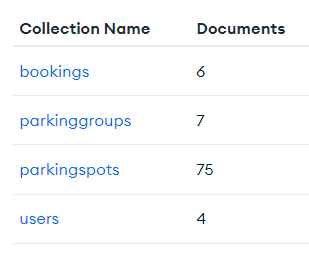 Collection Name Documents
bookings 6
parkinggroups 7
parkingspots 75
users 4